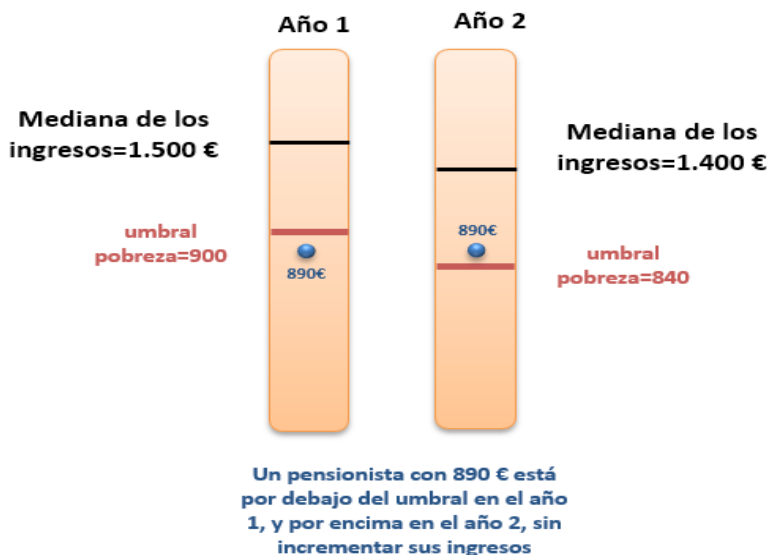 Año 1
Año 2
Mediana de los
ingresos=1.500 €
Mediana de los
ingresos=1.400 €
umbral
pobreza=900
890€
890€
umbral
pobreza=840
Un pensionista con 890 € está
por debajo del umbral en el año
1, y por encima en el año 2, sin
incrementar sus ingresos